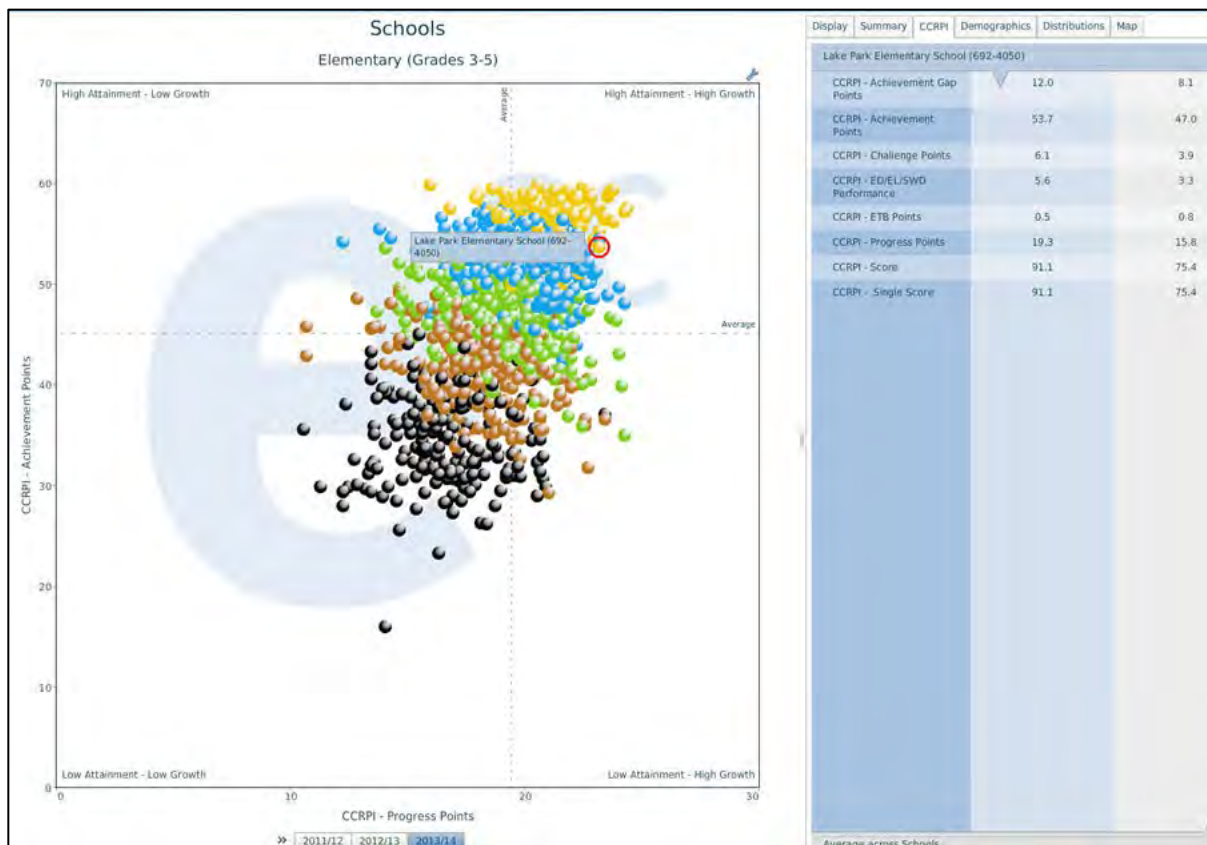 Schools
Elementary (Grades 3-5)
70
60
50
40
30
20
10
0
CCRPI - Achievement Points
High Attainment - Low Growth
Average
High Attainment - High Growth
Lake Park Elementary School (692-
4050)
Average
Low Attainment - Low Growth
Low Attainment - High Growth
0
10
20
30
CCRPI - Progress Points
» 2011/12 2012/13 2013/14
Display Summary CCRPI Demographics Distributions Map
Lake Park Elementary School (692-4050)
CCRPI - Achievement Gap 12.0 8.1
Points
CCRPI - Achievement 53.7 47.0
Points
CCRPI - Challenge Points 6.1 3.9
CCRPI - ED/EL/SWD 5.6 3.3
Performance
CCRPI - ETB Points 0.5 0.8
CCRPI - Progress Points 19.3 15.8
CCRPI - Score 91.1 75.4
CCRPI - Single Score 91.1 75.4
Average across Schools